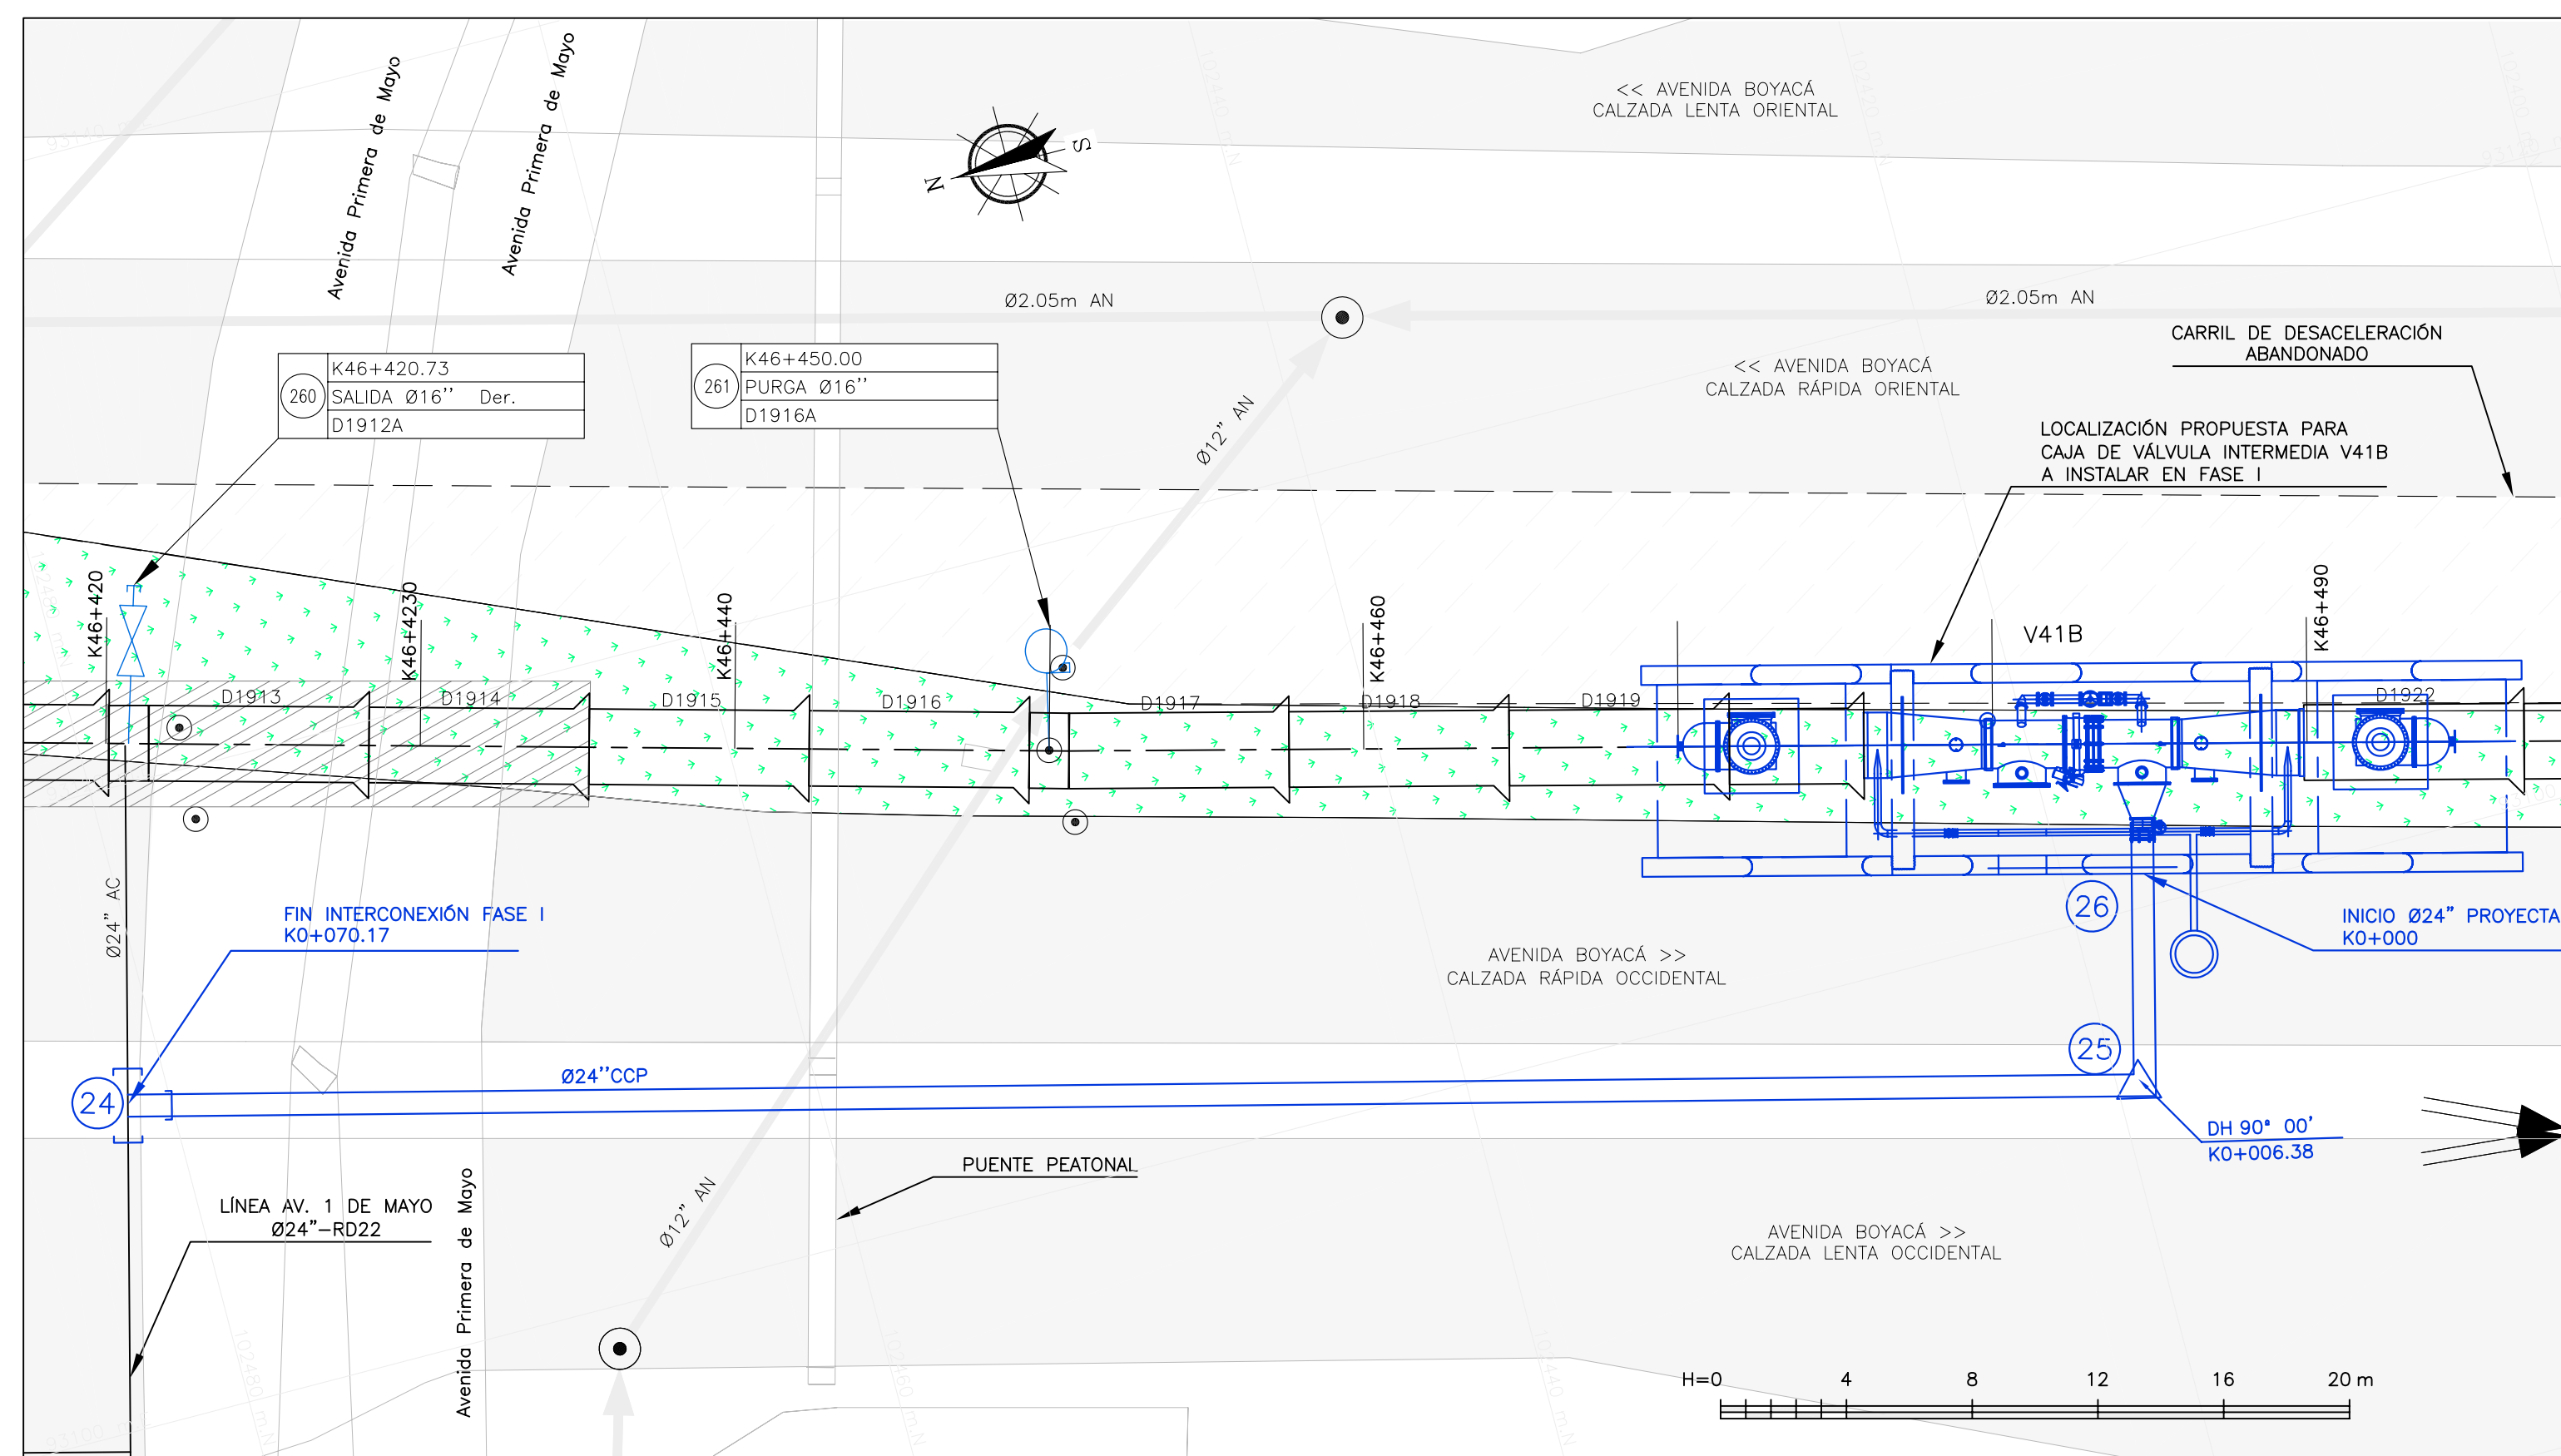 << AVENIDA BOYACÁ
CALZADA LENTA ORIENTAL
Avenida Primera de Mayo
Avenida Primera de Mayo
102440 m.N
102420 m.N
N
S
Ø2.05m AN
Ø2.05m AN
CARRIL DE DESACELERACIÓN
ABANDONADO
<< AVENIDA BOYACÁ
CALZADA RÁPIDA ORIENTAL
260
K46+420.73
SALIDA Ø16'' Der.
D1912A
261
K46+450.00
PURGA Ø16''
D1916A
Ø12" AN
LOCALIZACIÓN PROPUESTA PARA
CAJA DE VÁLVULA INTERMEDIA V41B
A INSTALAR EN FASE I
K46+420
K46+4230
K46+440
K46+460
K46+490
V41B
D1913
D1914
D1915
D1916
D1917
D1918
D1919
D1922
Ø24" AC
FIN INTERCONEXIÓN FASE I
K0+070.17
26
INICIO Ø24" PROYECTA
K0+000
AVENIDA BOYACÁ >>
CALZADA RÁPIDA OCCIDENTAL
25
24
Ø24''CCP
DH 90° 00'
K0+006.38
PUENTE PEATONAL
LÍNEA AV. 1 DE MAYO
Ø24"-RD22
Avenida Primera de Mayo
Ø12" AN
AVENIDA BOYACÁ >>
CALZADA LENTA OCCIDENTAL
102480 m.N
102460 m.N
102440 m.N
H=0 4 8 12 16 20 m